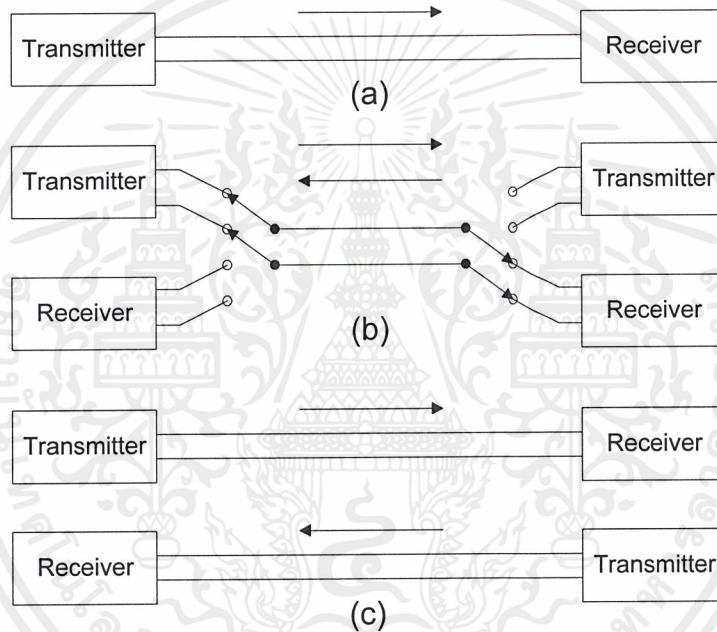 Transmitter Receiver
(a)
Transmitter Transmitter
Receiver Receiver
(b)
Transmitter Receiver
Receiver Transmitter
(c)